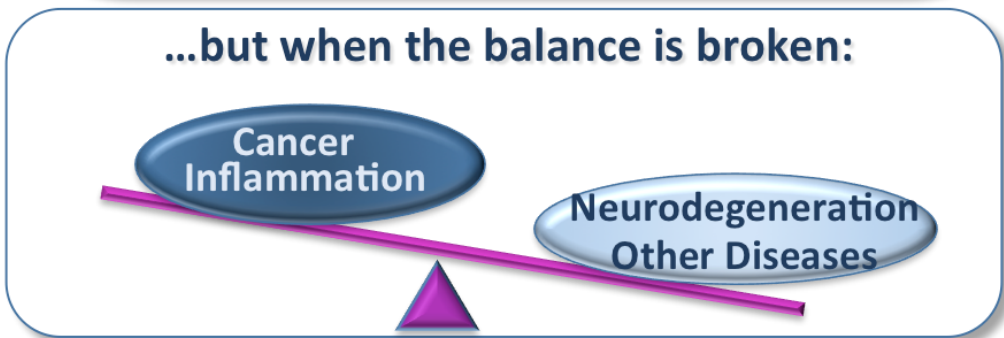 ...but when the balance is broken:
Cancer
Inflammation
Neurodegeneration
Other Diseases